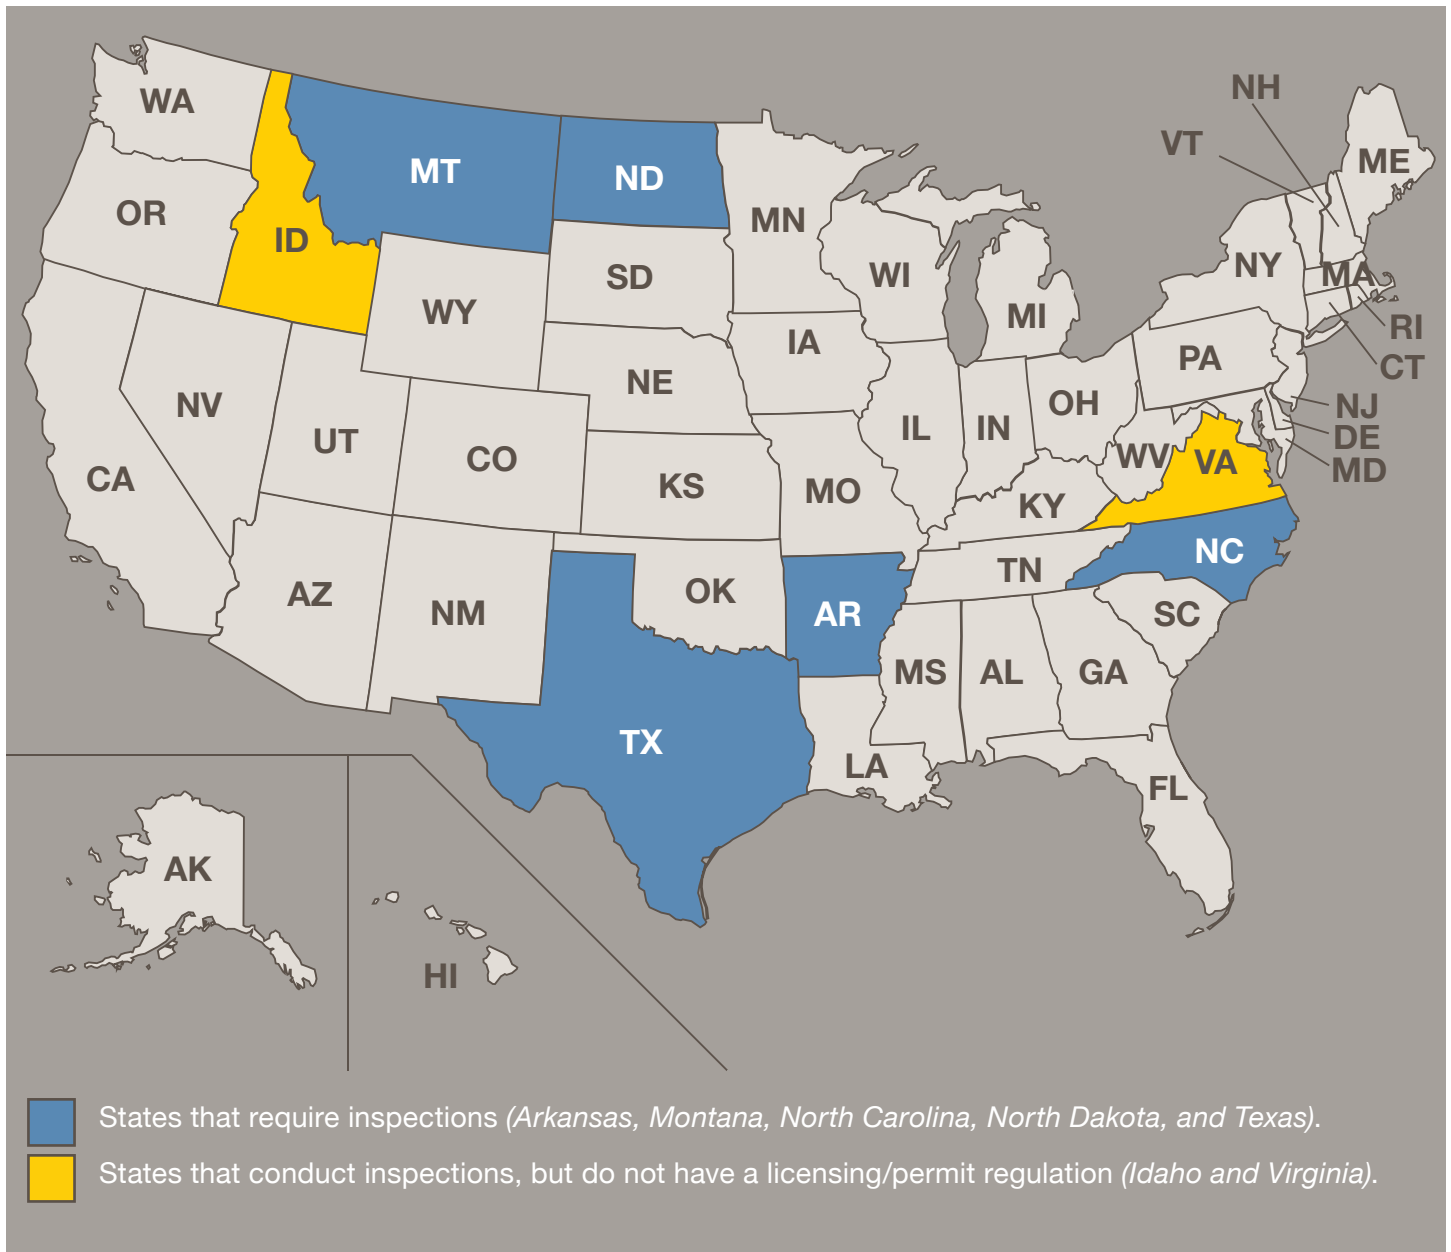 NH
VT
WA
ME
MT
ND
OR
MN
ID
NY
WI
MA
SD
WY
MI
RI
IA
PA
CT
NE
NV
OH
NJ
IL
IN
UT
DE
CO
WV
VA
MD
CA
KS
MO
KY
NC
TN
AZ
OK
NM
AR
SC
MS
AL
GA
TX
LA
FL
AK
HI
States that require inspections (Arkansas, Montana, North Carolina, North Dakota, and Texas).
States that conduct inspections, but do not have a licensing/permit regulation (Idaho and Virginia).